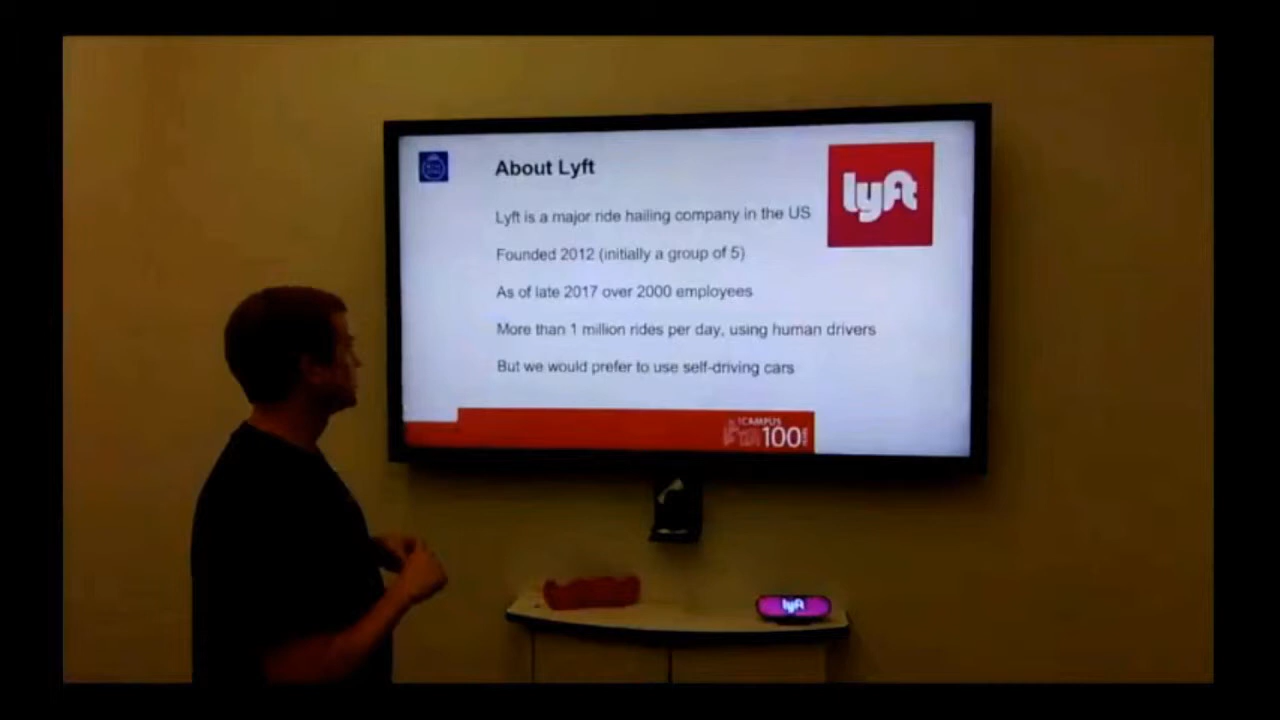 About Lyft
lyft
Lyft is a major ride hailing company in the US
Founded 2012 (initially a group of 5)
As of late 2017 over 2000 employees
More than 1 million rides per day, using human drivers
But we would prefer to use self-driving cars
CAMPUS
100
lyft